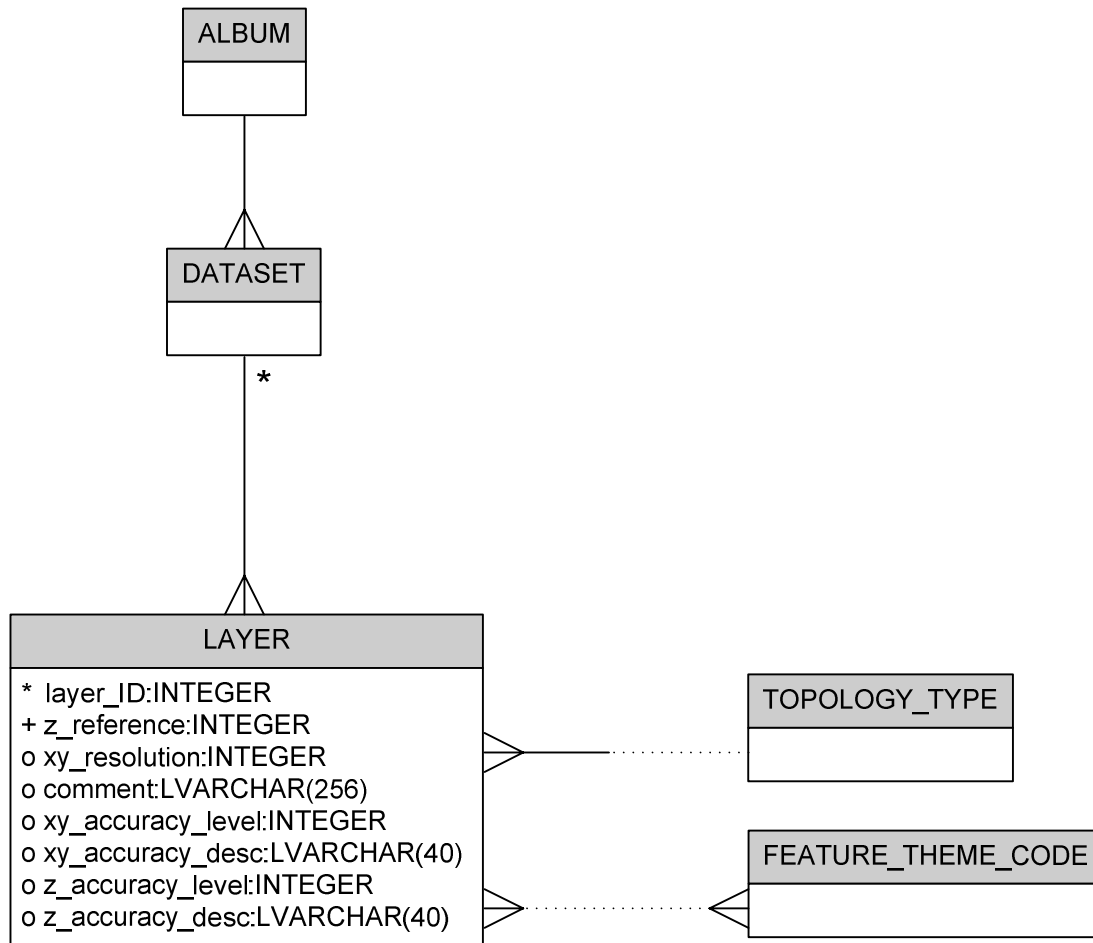 ALBUM
DATASET
*
LAYER
* layer_ID:INTEGER
+ z_reference:INTEGER
o xy_resolution:INTEGER
o comment:LVARCHAR(256)
o xy_accuracy_level:INTEGER
o xy_accuracy_desc:LVARCHAR(40)
o z_accuracy_level:INTEGER
o z_accuracy_desc:LVARCHAR(40)
TOPOLOGY_TYPE
FEATURE_THEME_CODE